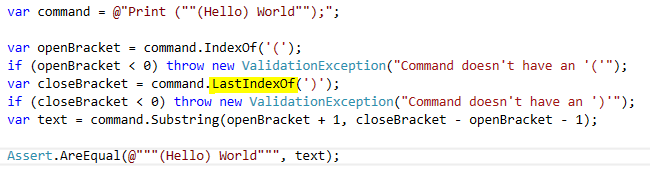 var command = @"Print (""(Hello) World"");";
var openBracket = command.IndexOf('(');
if (openBracket < 0) throw new ValidationException("Command doesn't have an '('");
var closeBracket = command.LastIndexOf(')');
if (closeBracket < 0) throw new ValidationException("Command doesn't have an ')'");
var text = command.Substring(openBracket + 1, closeBracket - openBracket - 1);
Assert.AreEqual(@"""(Hello) World""", text);